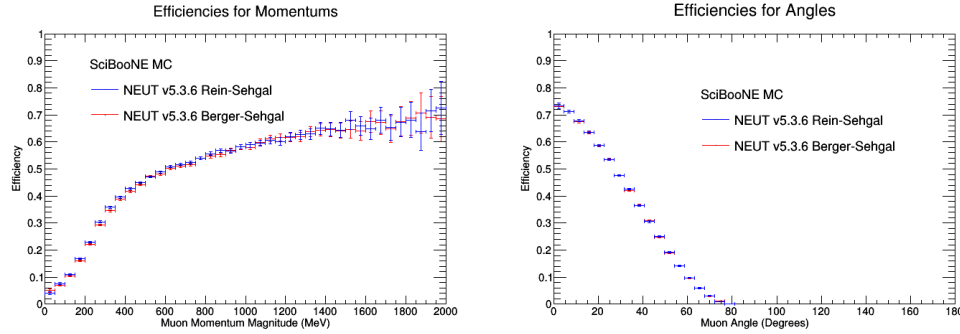 Efficiencies for Momentums
Efficiency
1
0.9
0.8
0.7
0.6
0.5
0.4
0.3
0.2
0.1
0
SciBooNE MC
NEUT v5.3.6 Rein-Sehgal
NEUT v5.3.6 Berger-Sehgal
0 200 400 600 800 1000 1200 1400 1600 1800 2000
Muon Momentum Magnitude (MeV)
Efficiencies for Angles
Efficiency
1
0.9
0.8
0.7
0.6
0.5
0.4
0.3
0.2
0.1
0
SciBooNE MC
NEUT v5.3.6 Rein-Sehgal
NEUT v5.3.6 Berger-Sehgal
0 20 40 60 80 100 120 140 160 180
Muon Angle (Degrees)